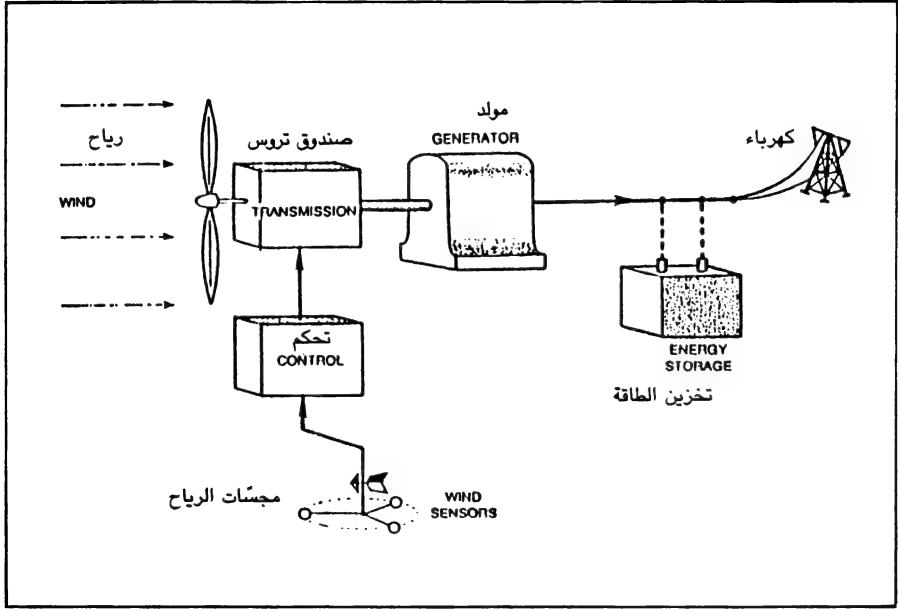 مولد
GENERATOR
كهرباء
صندوق تروس
رياح
WIND
TRANSMISSION
تحكم
CONTROL
ENERGY
STORAGE
تخزين الطاقة
مجسّات الرياح
WIND
SENSORS